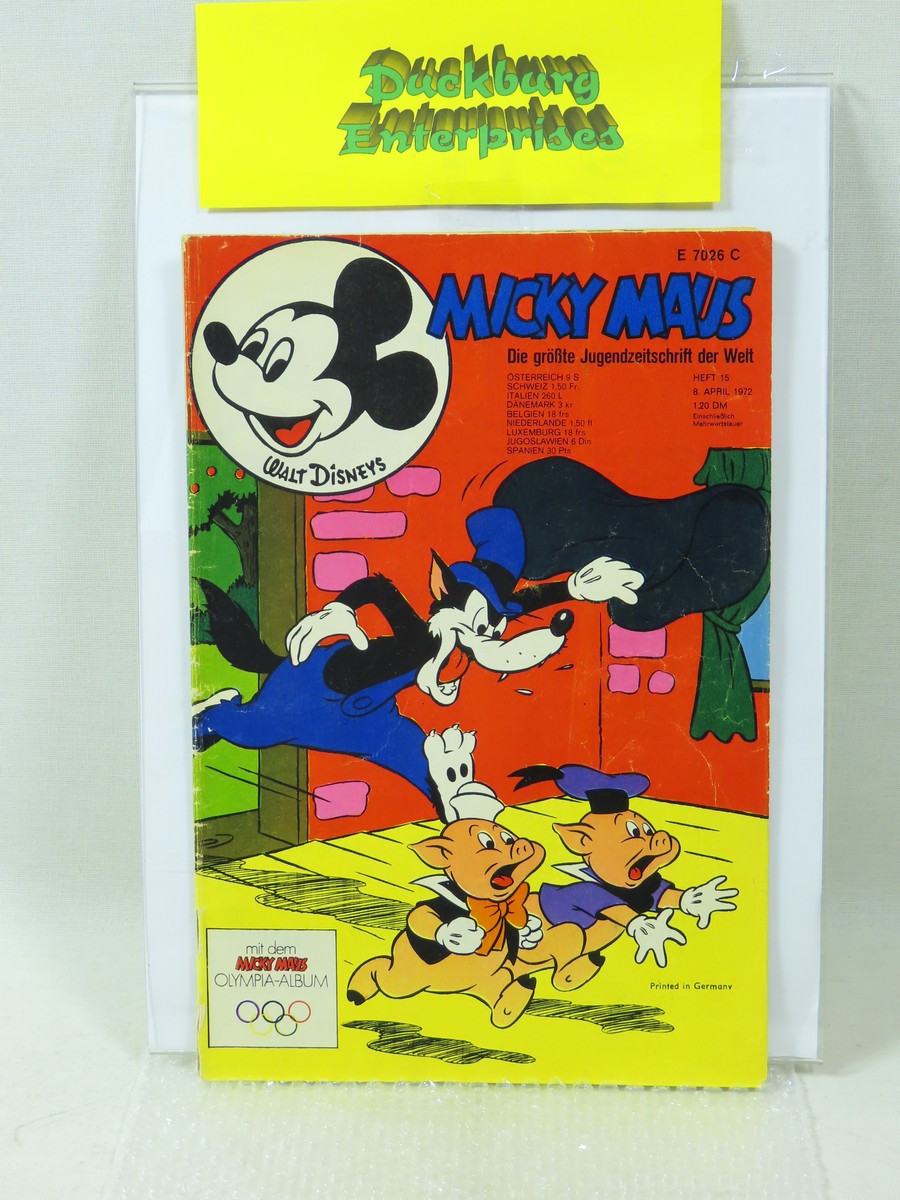 Duckburg
Enterprises
E 7026 C
MICKY MAUS
Die größte Jugendzeitschrift der Welt
ÖSTERREICH 9 S
SCHWEIZ 1,50 Fr.
ITALIEN 260 L
DÄNEMARK 3 kr
BELGIEN 18 frs
NIEDERLANDE 1,50 fl
LUXEMBURG 18 frs
JUGOSLAWIEN 6 Din
SPANIEN 30 Pts
HEFT 15
8. APRIL 1972
1,20 DM
Einschließlich
Mehrwertsteuer
WALT DISNEYS
mit dem
MICKY MAUS
OLYMPIA-ALBUM
Printed in Germany